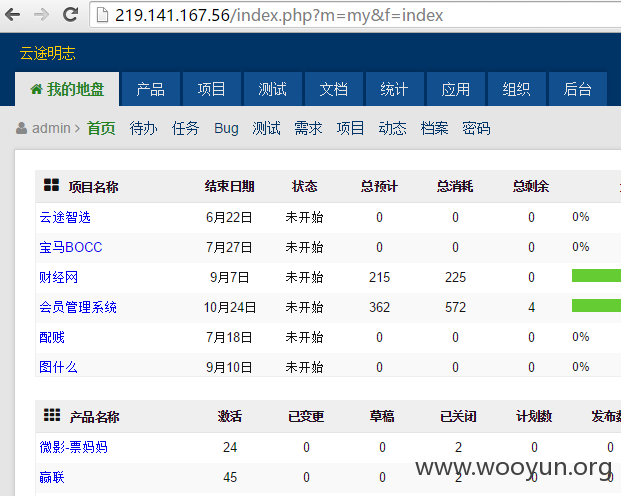 219.141.167.56/index.php?m=my&f=index
云途明志
我的地盘 产品 项目 测试 文档 统计 应用 组织 后台
admin > 首页 待办 任务 Bug 测试 需求 项目 动态 档案 密码
项目名称 结束日期 状态 总预计 总消耗 总剩余
云途智选 6月22日 未开始 0 0 0 0%
宝马BOCC 7月27日 未开始 0 0 0 0%
财经网 9月7日 未开始 215 225 0
会员管理系统 10月24日 未开始 362 572 4
配贱 7月18日 未开始 0 0 0 0%
图什么 9月10日 未开始 0 0 0 0%
产品名称 激活 已变更 草稿 已关闭 计划数 发布数
微影-票妈妈 24 0 0 2 0 0
赢联 45 0 0 2 0 0
www.wooyun.org